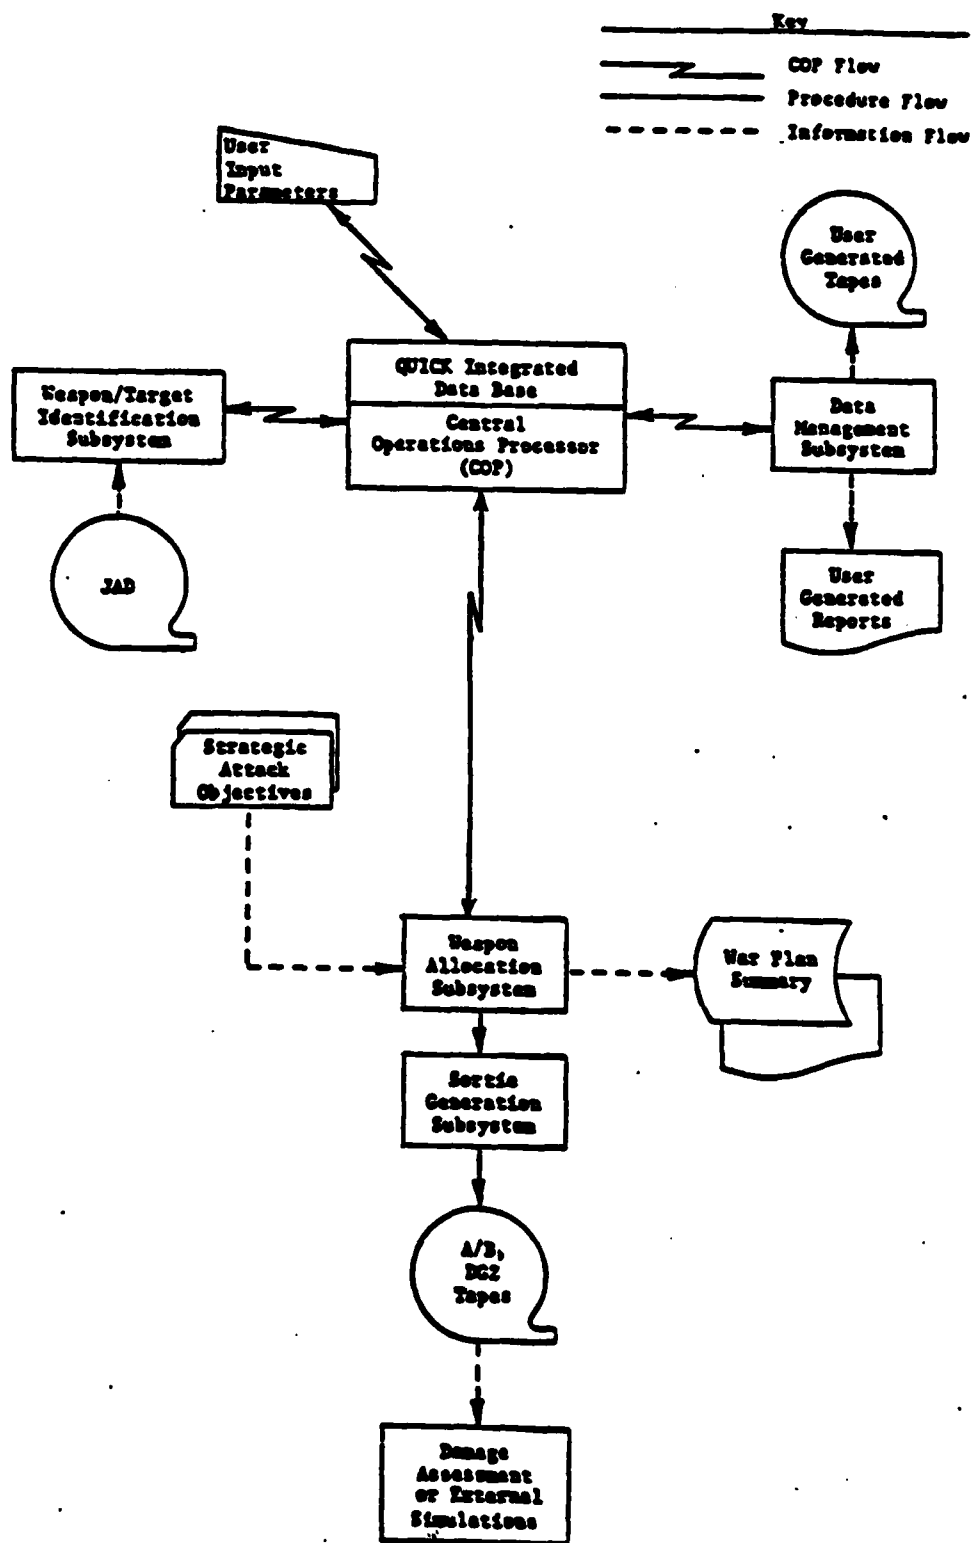 Key
COP Flow
Procedure Flow
Information Flow
User
Input
Parameters
User
Generated
Tapes
QUICK Integrated
Data Base
Central
Operations Processor
(COP)
Weapon/Target
Identification
Subsystem
Data
Management
Subsystem
JAD
User
Generated
Reports
Strategic
Attack
Objectives
Weapon
Allocation
Subsystem
War Plan
Summary
Sortie
Generation
Subsystem
A/B,
DG2
Tapes
Damage
Assessment
or External
Simulations